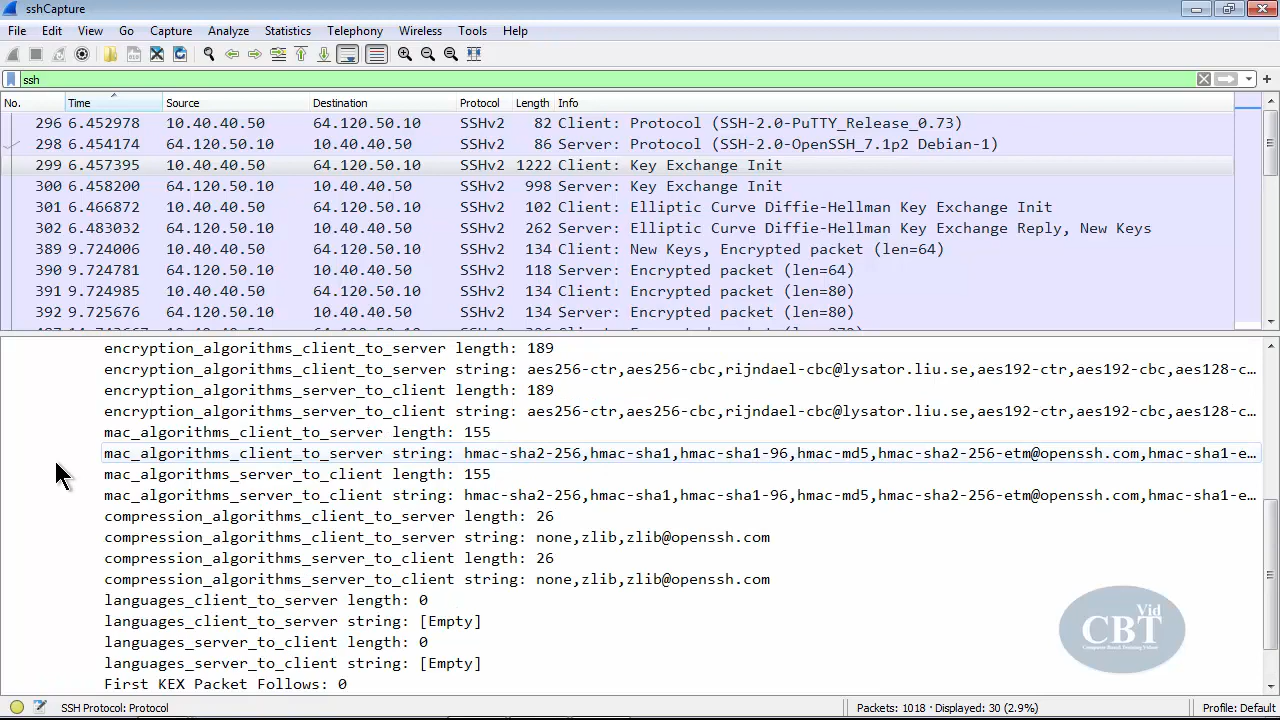 sshCapture
File Edit View Go Capture Analyze Statistics Telephony Wireless Tools Help
ssh
No. Time Source Destination Protocol Length Info
296 6.452978 10.40.40.50 64.120.50.10 SSHv2 82 Client: Protocol (SSH-2.0-PuTTY_Release_0.73)
298 6.454174 64.120.50.10 10.40.40.50 SSHv2 86 Server: Protocol (SSH-2.0-OpenSSH_7.1p2 Debian-1)
299 6.457395 10.40.40.50 64.120.50.10 SSHv2 1222 Client: Key Exchange Init
300 6.458200 64.120.50.10 10.40.40.50 SSHv2 998 Server: Key Exchange Init
301 6.466872 10.40.40.50 64.120.50.10 SSHv2 102 Client: Elliptic Curve Diffie-Hellman Key Exchange Init
302 6.483032 64.120.50.10 10.40.40.50 SSHv2 262 Server: Elliptic Curve Diffie-Hellman Key Exchange Reply, New Keys
389 9.724006 10.40.40.50 64.120.50.10 SSHv2 134 Client: New Keys, Encrypted packet (len=64)
390 9.724781 64.120.50.10 10.40.40.50 SSHv2 118 Server: Encrypted packet (len=64)
391 9.724985 10.40.40.50 64.120.50.10 SSHv2 134 Client: Encrypted packet (len=80)
392 9.725676 64.120.50.10 10.40.40.50 SSHv2 134 Server: Encrypted packet (len=80)
encryption_algorithms_client_to_server length: 189
encryption_algorithms_client_to_server string: aes256-ctr,aes256-cbc,rijndael-cbc@lysator.liu.se,aes192-ctr,aes192-cbc,aes128-c…
encryption_algorithms_server_to_client length: 189
encryption_algorithms_server_to_client string: aes256-ctr,aes256-cbc,rijndael-cbc@lysator.liu.se,aes192-ctr,aes192-cbc,aes128-c…
mac_algorithms_client_to_server length: 155
mac_algorithms_client_to_server string: hmac-sha2-256,hmac-sha1,hmac-sha1-96,hmac-md5,hmac-sha2-256-etm@openssh.com,hmac-sha1-e…
mac_algorithms_server_to_client length: 155
mac_algorithms_server_to_client string: hmac-sha2-256,hmac-sha1,hmac-sha1-96,hmac-md5,hmac-sha2-256-etm@openssh.com,hmac-sha1-e…
compression_algorithms_client_to_server length: 26
compression_algorithms_client_to_server string: none,zlib,zlib@openssh.com
compression_algorithms_server_to_client length: 26
compression_algorithms_server_to_client string: none,zlib,zlib@openssh.com
languages_client_to_server length: 0
languages_client_to_server string: [Empty]
languages_server_to_client length: 0
languages_server_to_client string: [Empty]
First KEX Packet Follows: 0
CBT Vid
Computer Based Training Videos
SSH Protocol: Protocol Packets: 1018 · Displayed: 30 (2.9%) Profile: Default